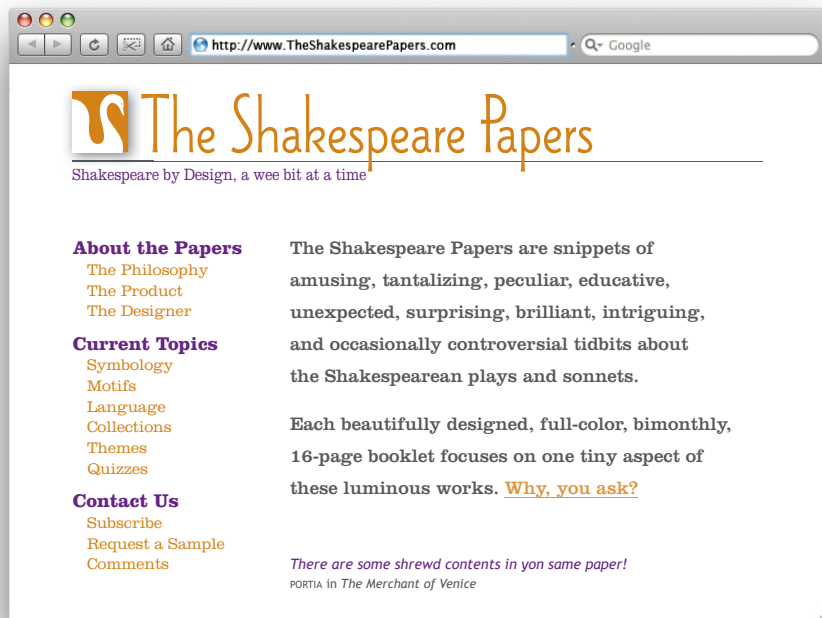 http://www.TheShakespearePapers.com
Google
The Shakespeare Papers
Shakespeare by Design, a wee bit at a time
About the Papers
The Philosophy
The Product
The Designer
Current Topics
Symbology
Motifs
Language
Collections
Themes
Quizzes
Contact Us
Subscribe
Request a Sample
Comments
The Shakespeare Papers are snippets of
amusing, tantalizing, peculiar, educative,
unexpected, surprising, brilliant, intriguing,
and occasionally controversial tidbits about
the Shakespearean plays and sonnets.
Each beautifully designed, full-color, bimonthly,
16-page booklet focuses on one tiny aspect of
these luminous works. Why, you ask?
There are some shrewd contents in yon same paper!
PORTIA in The Merchant of Venice